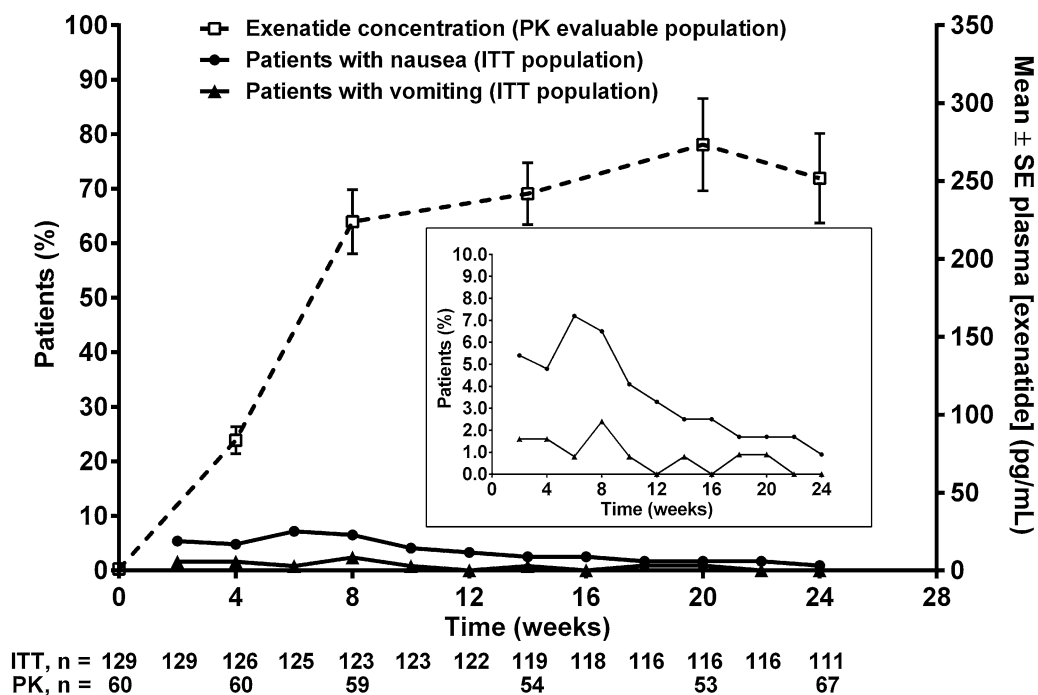 Exenatide concentration (PK evaluable population)
Patients with nausea (ITT population)
Patients with vomiting (ITT population)
100
90
80
70
60
50
40
30
20
10
0
Patients (%)
350
300
250
200
150
100
50
0
Mean ± SE plasma [exenatide] (pg/mL)
10.0
9.0
8.0
7.0
6.0
5.0
4.0
3.0
2.0
1.0
0.0
Patients (%)
0 4 8 12 16 20 24
Time (weeks)
0 4 8 12 16 20 24 28
Time (weeks)
ITT, n = 129 129 126 125 123 123 122 119 118 116 116 116 111
PK, n = 60 60 59 54 53 67